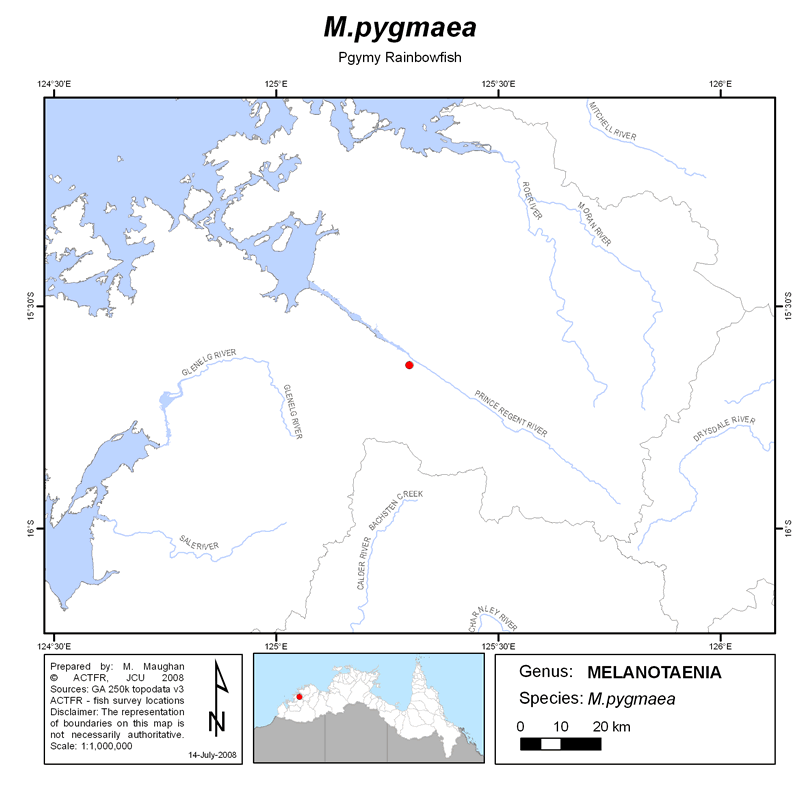 M.pygmaea
Pgymy Rainbowfish
124°30'E
125°E
125°30'E
126°E
MITCHELL RIVER
ROE RIVER
MORAN RIVER
15°30'S
15°30'S
GLENELG RIVER
GLENELG RIVER
PRINCE REGENT RIVER
DRYSDALE RIVER
BACHSTEN CREEK
16°S
16°S
SALE RIVER
CALDER RIVER
CHARNLEY RIVER
124°30'E
125°E
125°30'E
126°E
Prepared by: M. Maughan
© ACTFR, JCU 2008
Sources: GA 250k topodata v3
ACTFR - fish survey locations
Disclaimer: The representation
of boundaries on this map is
not necessarily authoritative.
Scale: 1:1,000,000
N
14-July-2008
Genus: MELANOTAENIA
Species: M.pygmaea
0 10 20 km